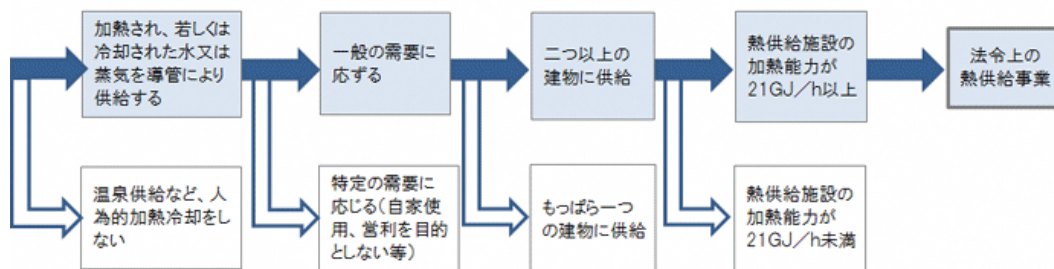 加熱され、若しくは
冷却された水又は
蒸気を導管により
供給する
一般の需要に
応ずる
二つ以上の
建物に供給
熱供給施設の
加熱能力が
21GJ／h以上
法令上の
熱供給事業
温泉供給など、人
為的加熱冷却をし
ない
特定の需要に
応じる（自家使
用、営利を目的
としない等）
もっぱら一つ
の建物に供給
熱供給施設の
加熱能力が
21GJ／h未満